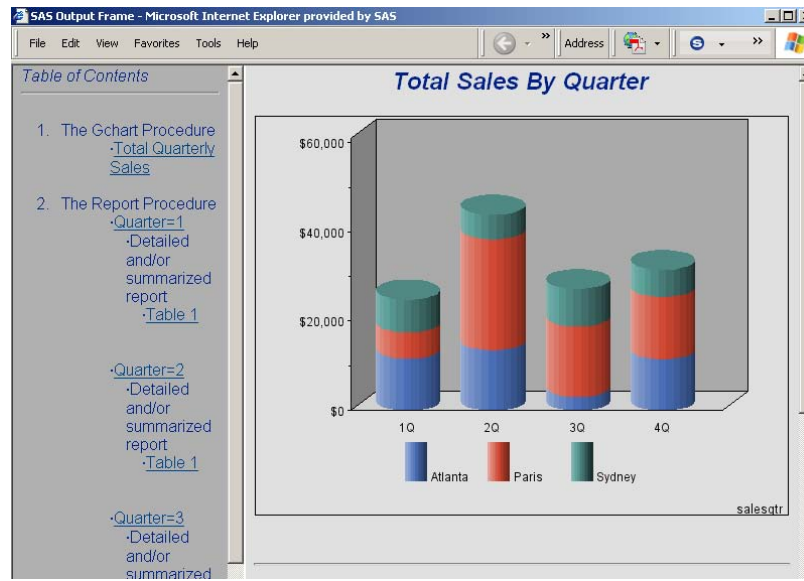 SAS Output Frame - Microsoft Internet Explorer provided by SAS
File Edit View Favorites Tools Help
» Address »
Table of Contents
1. The Gchart Procedure
·Total Quarterly
Sales
2. The Report Procedure
·Quarter=1
·Detailed
and/or
summarized
report
·Table 1
·Quarter=2
·Detailed
and/or
summarized
report
·Table 1
·Quarter=3
·Detailed
and/or
summarized
Total Sales By Quarter
$60,000
$40,000
$20,000
$0
1Q 2Q 3Q 4Q
Atlanta Paris Sydney
salesqtr